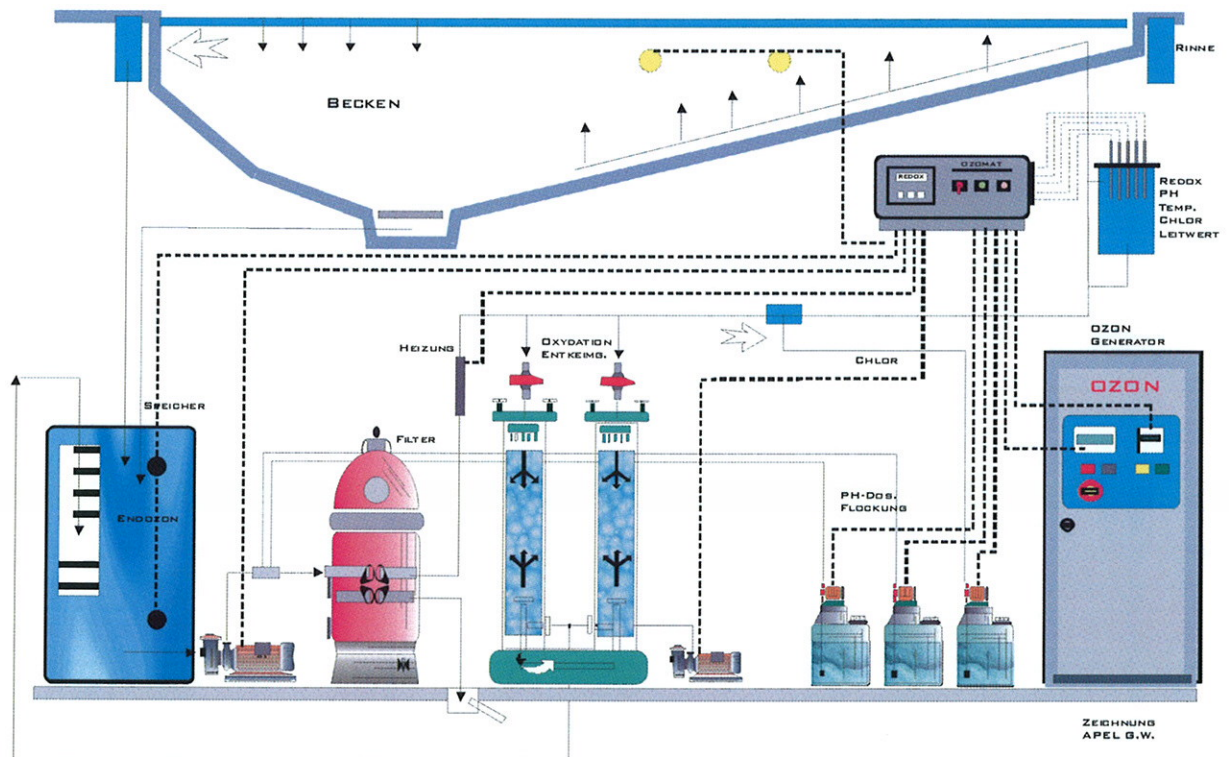 RINNE
BECKEN
OZOMAT
REDOX
REDOX
PH
TEMP.
CHLOR
LEITWERT
HEIZUNG
OXYDATION
ENTKEIMG.
CHLOR
OZON
GENERATOR
OZON
SPEICHER
FILTER
ENDOZON
PH-DOS.
FLOCKUNG
ZEICHNUNG
APEL G.W.